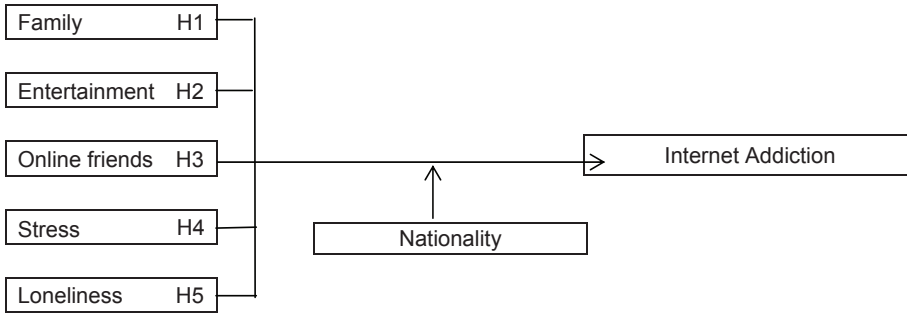 Family H1
Entertainment H2
Online friends H3
Internet Addiction
Stress H4
Nationality
Loneliness H5